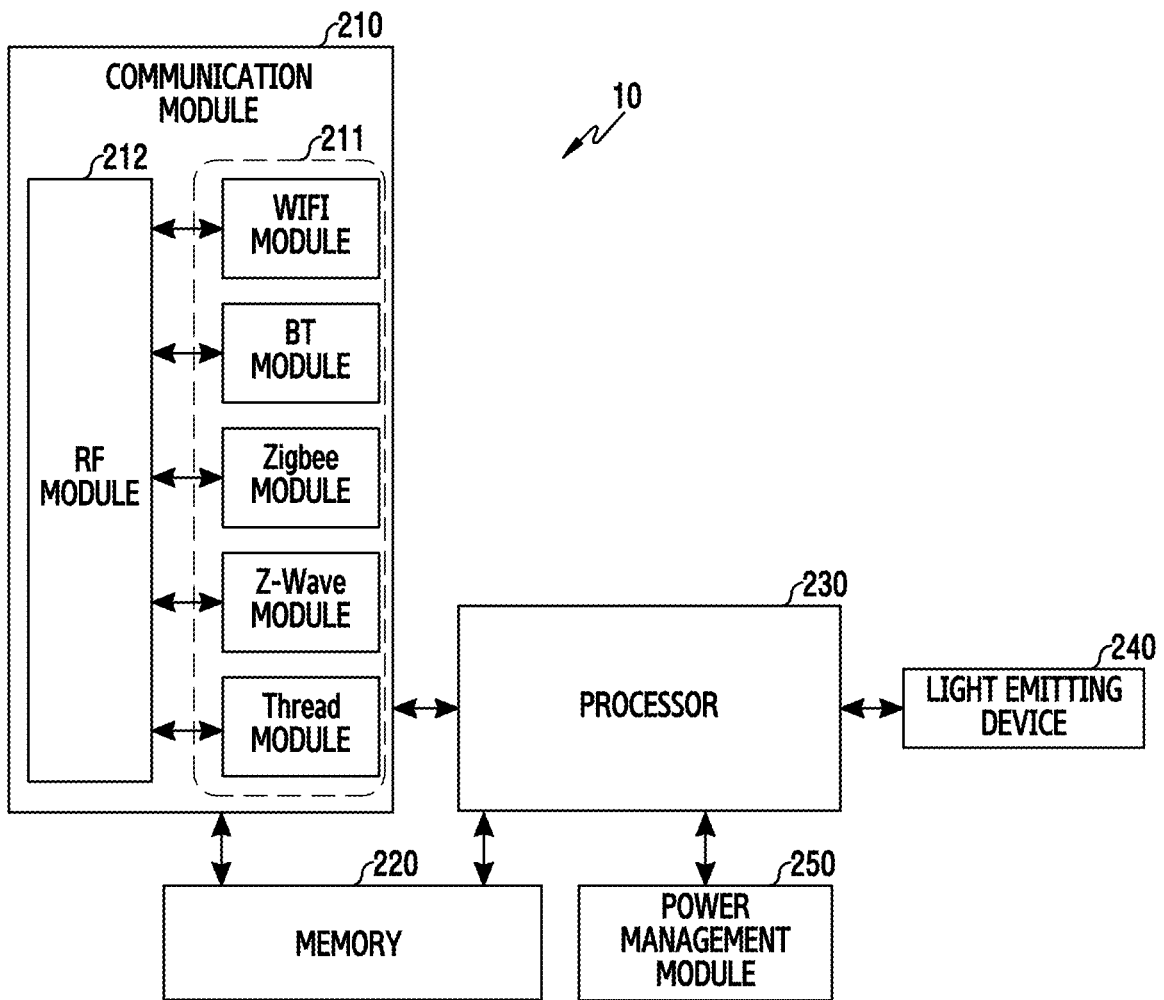 210
COMMUNICATION
MODULE
10
211
212
WIFI
MODULE
BT
MODULE
RF
MODULE
Zigbee
MODULE
Z-Wave
MODULE
Thread
MODULE
230
PROCESSOR
240
LIGHT EMITTING
DEVICE
220
MEMORY
250
POWER
MANAGEMENT
MODULE